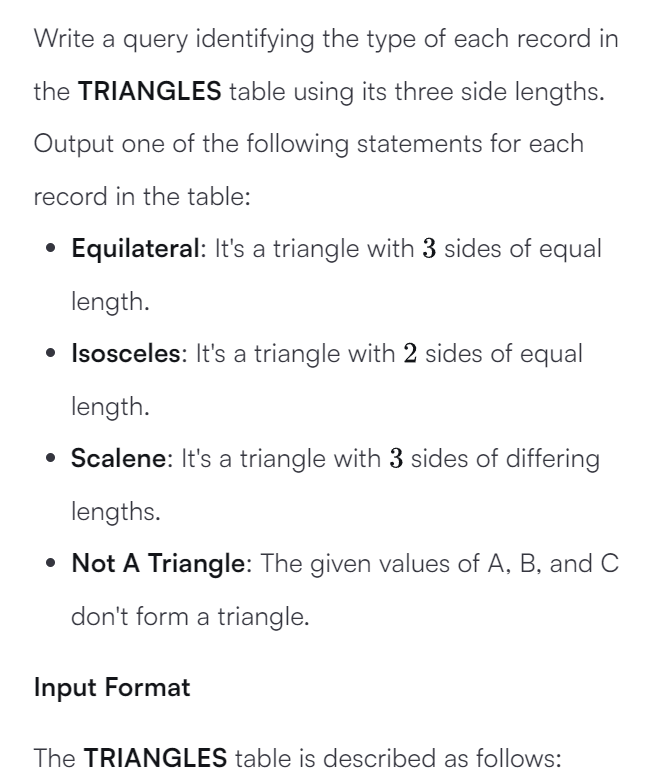 Write a query identifying the type of each record in
the TRIANGLES table using its three side lengths.
Output one of the following statements for each
record in the table:
• Equilateral: It's a triangle with 3 sides of equal
length.
• Isosceles: It's a triangle with 2 sides of equal
length.
• Scalene: It's a triangle with 3 sides of differing
lengths.
• Not A Triangle: The given values of A, B, and C
don't form a triangle.
Input Format
The TRIANGLES table is described as follows: